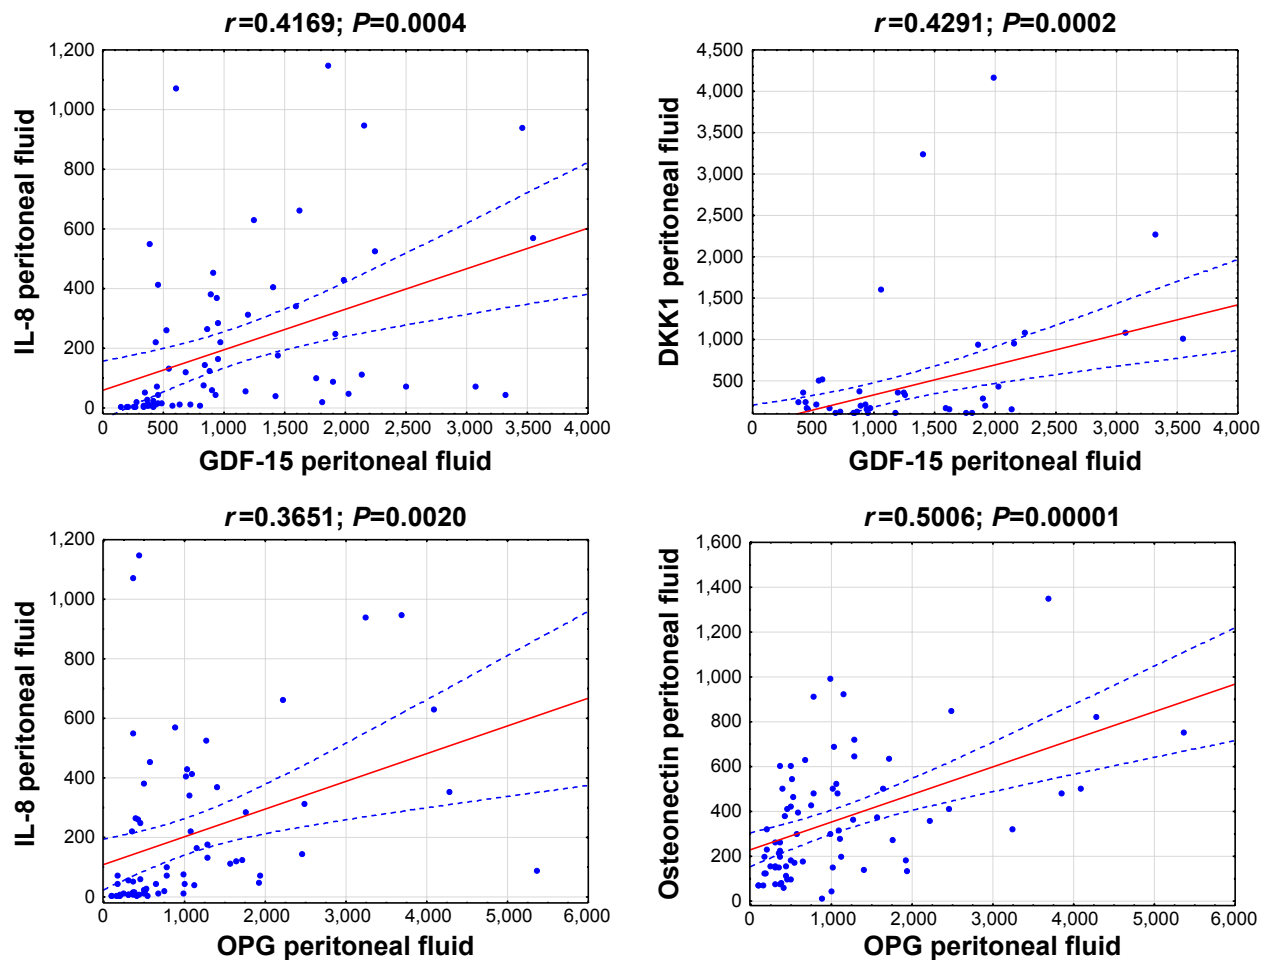 r=0.4169; P=0.0004
1,200
1,000
800
600
400
200
0
IL-8 peritoneal fluid
0 500 1,000 1,500 2,000 2,500 3,000 3,500 4,000
GDF-15 peritoneal fluid
r=0.4291; P=0.0002
4,500
4,000
3,500
3,000
2,500
2,000
1,500
1,000
500
DKK1 peritoneal fluid
0 500 1,000 1,500 2,000 2,500 3,000 3,500 4,000
GDF-15 peritoneal fluid
r=0.3651; P=0.0020
1,200
1,000
800
600
400
200
0
IL-8 peritoneal fluid
0 1,000 2,000 3,000 4,000 5,000 6,000
OPG peritoneal fluid
r=0.5006; P=0.00001
1,600
1,400
1,200
1,000
800
600
400
200
0
Osteonectin peritoneal fluid
0 1,000 2,000 3,000 4,000 5,000 6,000
OPG peritoneal fluid